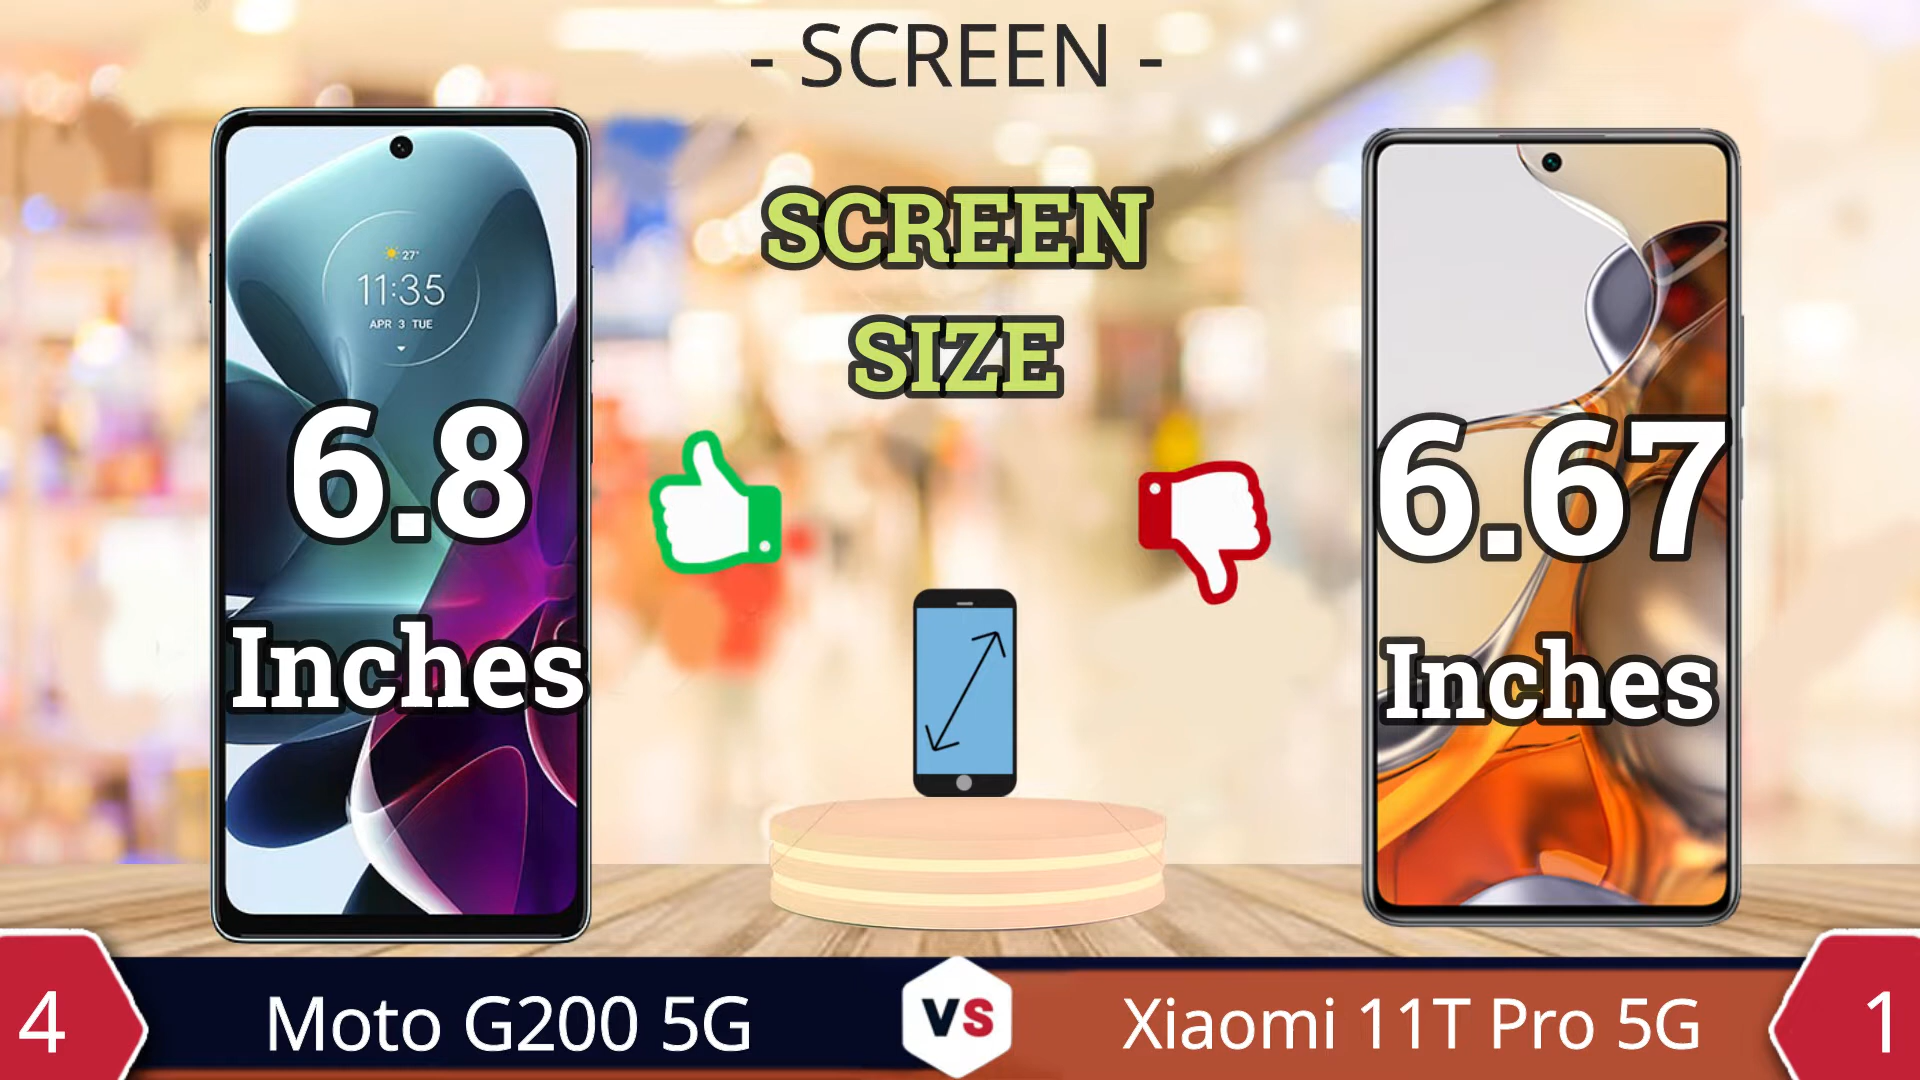 - SCREEN -
SCREEN
SIZE
27°
11:35
APR 3 TUE
6.8
Inches
6.67
Inches
4
Moto G200 5G
VS
Xiaomi 11T Pro 5G
1